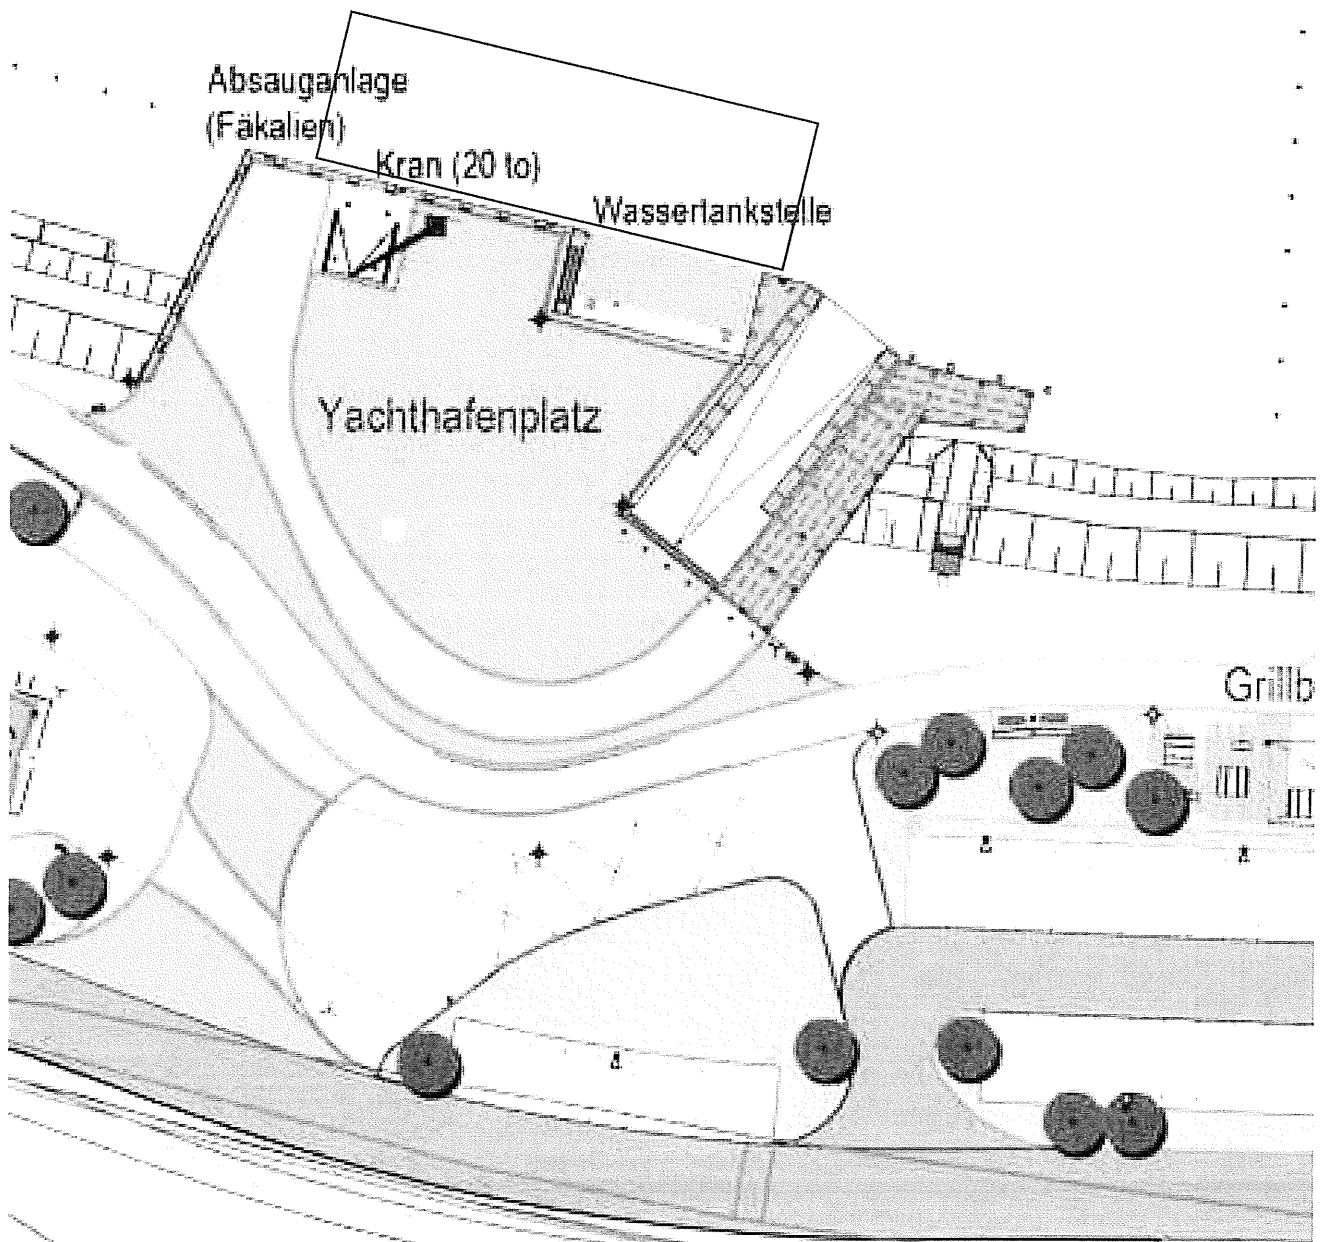 Absauganlage
(Fäkalien)
Kran (20 to)
Wassertankstelle
Yachthafenplatz
Grillb